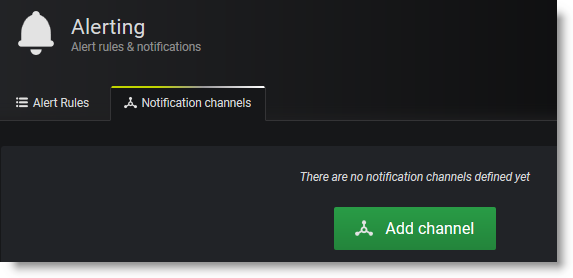 Alerting
Alert rules & notifications
Alert Rules
Notification channels
There are no notification channels defined yet
Add channel